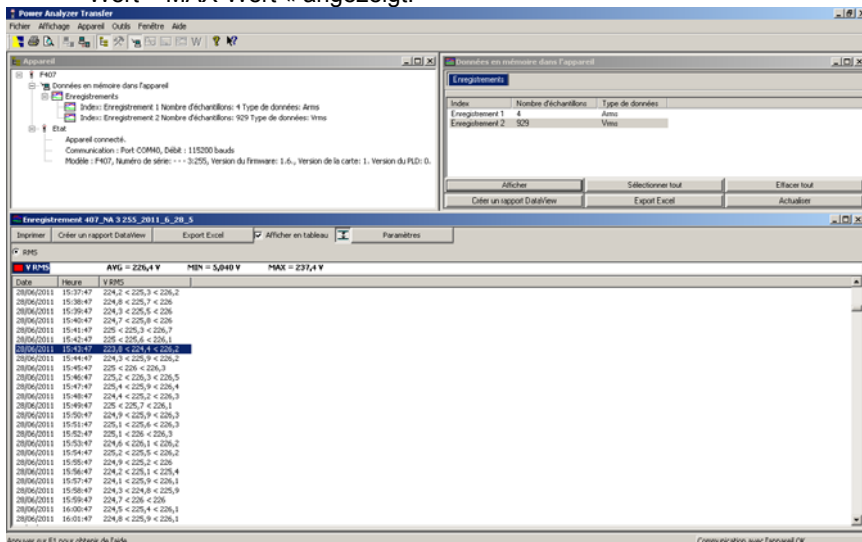 Wert < MAX-Wert « angezeigt.
Power Analyzer Transfer
Fichier Affichage Appareil Outils Fenêtre Aide
Appareil
F407
Données en mémoire dans l'appareil
Enregistrements
Index: Enregistrement 1 Nombre d'échantillons: 4 Type de données: Arms
Index: Enregistrement 2 Nombre d'échantillons: 929 Type de données: Vrms
Etat
Appareil connecté.
Communication : Port COM40, Débit : 115200 bauds
Modèle : F407, Numéro de série: - - - 3:255, Version du firmware: 1.6., Version de la carte: 1. Version du PLD: 0.
Données en mémoire dans l'appareil
Enregistrements
Index Nombre d'échantillons Type de données
Enregistrement 1 4 Arms
Enregistrement 2 929 Vrms
Afficher Sélectionner tout Effacer tout
Créer un rapport DataView Export Excel Actualiser
Enregistrement 407_NA 3 255_2011_6_28_5
Imprimer Créer un rapport DataView Export Excel Afficher en tableau Paramètres
RMS
V RMS AVG = 226,4 V MIN = 5,040 V MAX = 237,4 V
Date Heure V RMS
28/06/2011 15:37:47 224,2 < 225,3 < 226,2
28/06/2011 15:38:47 224,8 < 225,7 < 226
28/06/2011 15:39:47 224,3 < 225,5 < 226
28/06/2011 15:40:47 224,7 < 225,8 < 226
28/06/2011 15:41:47 225 < 225,3 < 226,7
28/06/2011 15:42:47 225 < 225,6 < 226,1
28/06/2011 15:43:47 223,8 < 224,4 < 226,2
28/06/2011 15:44:47 224,3 < 225,9 < 226,2
28/06/2011 15:45:47 225 < 226 < 226,3
28/06/2011 15:46:47 225,2 < 226,3 < 226,5
28/06/2011 15:47:47 225,4 < 225,9 < 226,4
28/06/2011 15:48:47 224,4 < 225,2 < 226,3
28/06/2011 15:49:47 225 < 225,7 < 226,1
28/06/2011 15:50:47 224,9 < 225,9 < 226,3
28/06/2011 15:51:47 225,1 < 225,6 < 226,3
28/06/2011 15:52:47 225,1 < 226 < 226,3
28/06/2011 15:53:47 224,6 < 226,1 < 226,2
28/06/2011 15:54:47 225,2 < 225,5 < 226,2
28/06/2011 15:55:47 224,9 < 225,2 < 226
28/06/2011 15:56:47 224,2 < 225,1 < 225,4
28/06/2011 15:57:47 224,1 < 225,9 < 226,1
28/06/2011 15:58:47 224,3 < 224,8 < 225,9
28/06/2011 15:59:47 224,7 < 226 < 226
28/06/2011 16:00:47 224,5 < 225,4 < 226,1
28/06/2011 16:01:47 224,8 < 225,9 < 226,1
Appuyer sur F1 pour obtenir de l'aide. Communication avec l'appareil OK